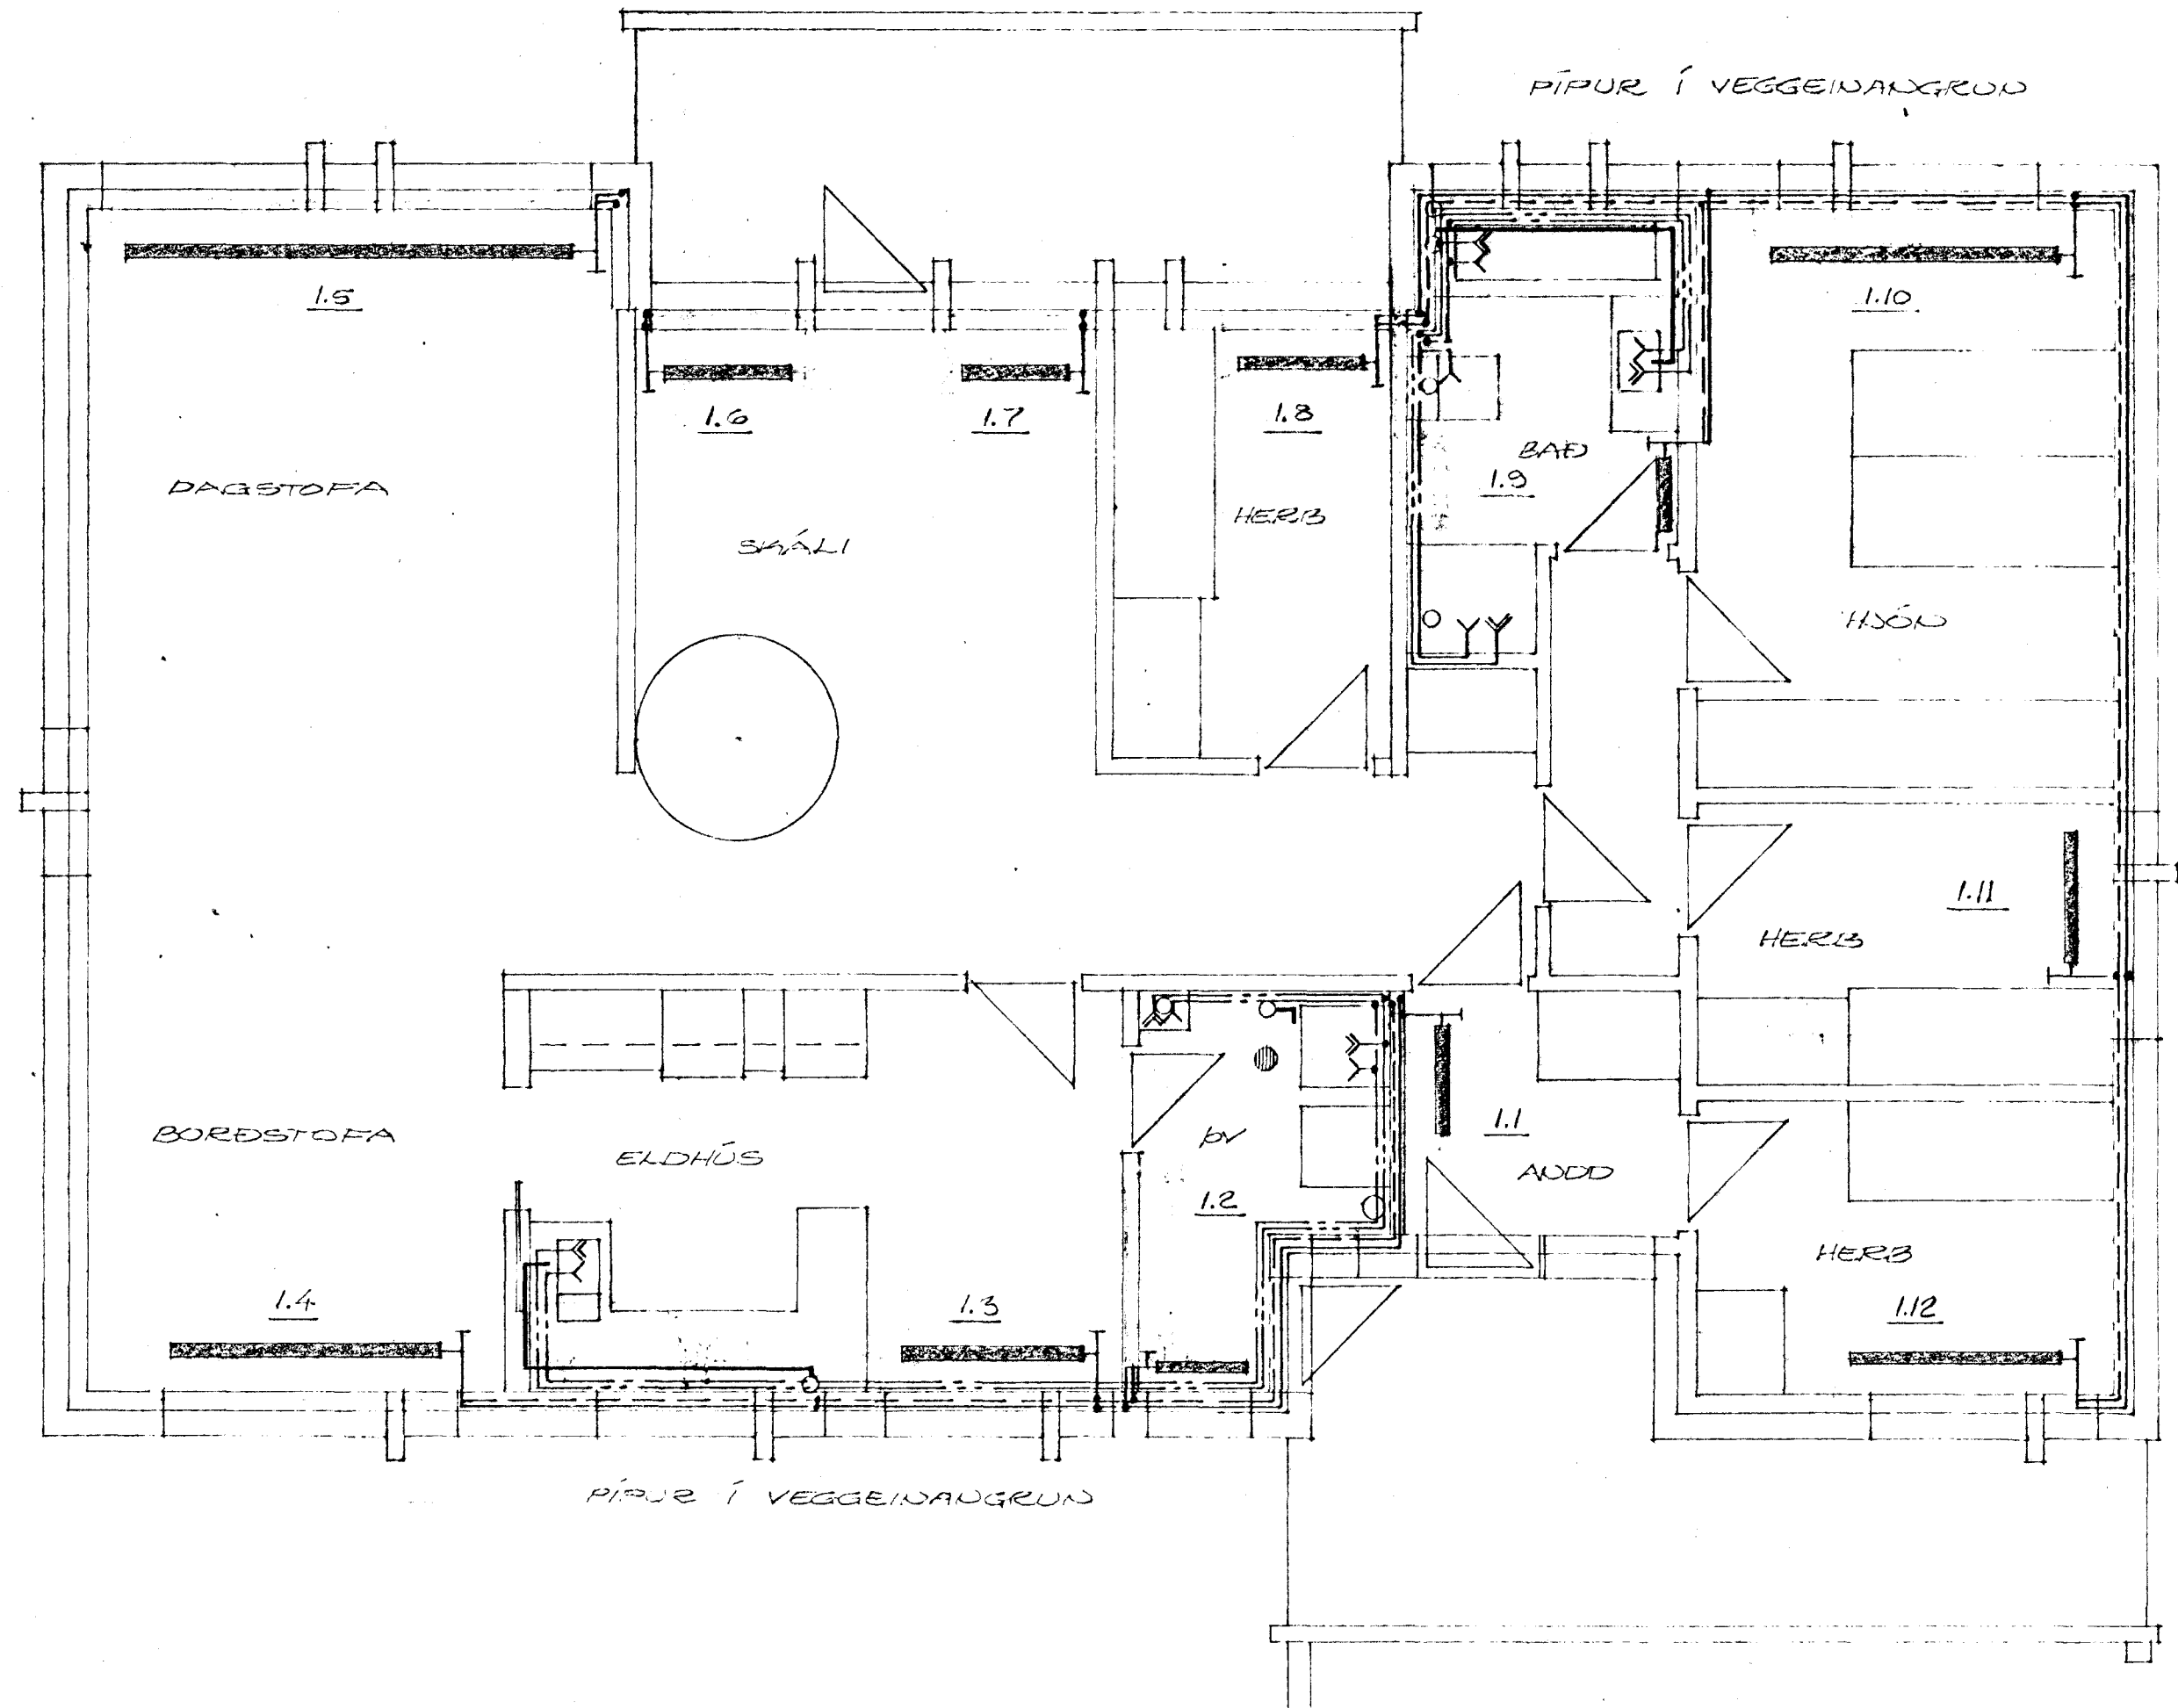 PÍPUR Í VEGGEINANGRUN
1.5
1.10
1.6
1.7
1.8
BAÐ
1.9
DAGSTOFA
HERB
SKÁLI
HJÓN
1.11
HERB
1.1
BORÐSTOFA
ELDHÚS
ÞV
ANDD
1.2
HERB
1.4
1.3
1.12
PÍPUR Í VEGGEINANGRUN